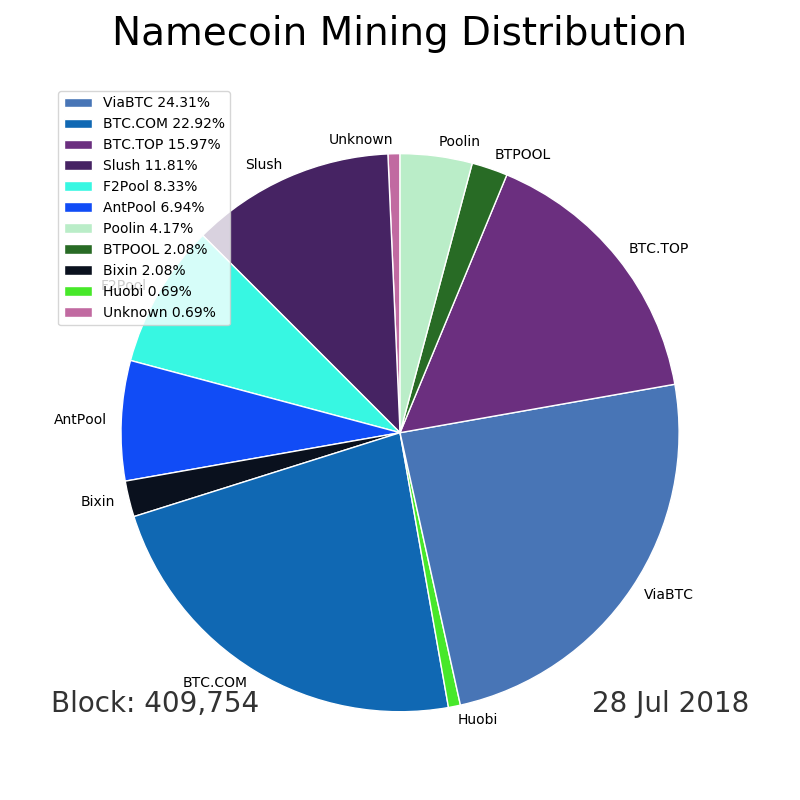 Namecoin Mining Distribution
ViaBTC 24.31%
BTC.COM 22.92%
BTC.TOP 15.97%
Slush 11.81%
F2Pool 8.33%
AntPool 6.94%
Poolin 4.17%
BTPOOL 2.08%
Bixin 2.08%
Huobi 0.69%
Unknown 0.69%
Unknown
Poolin
BTPOOL
Slush
BTC.TOP
F2Pool
AntPool
Bixin
ViaBTC
BTC.COM
Huobi
Block: 409,754
28 Jul 2018